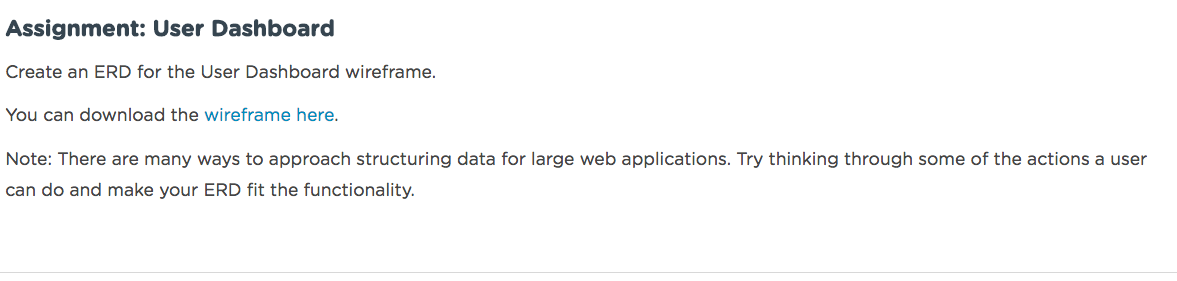 Assignment: User Dashboard
Create an ERD for the User Dashboard wireframe.
You can download the wireframe here.
Note: There are many ways to approach structuring data for large web applications. Try thinking through some of the actions a user
can do and make your ERD fit the functionality.